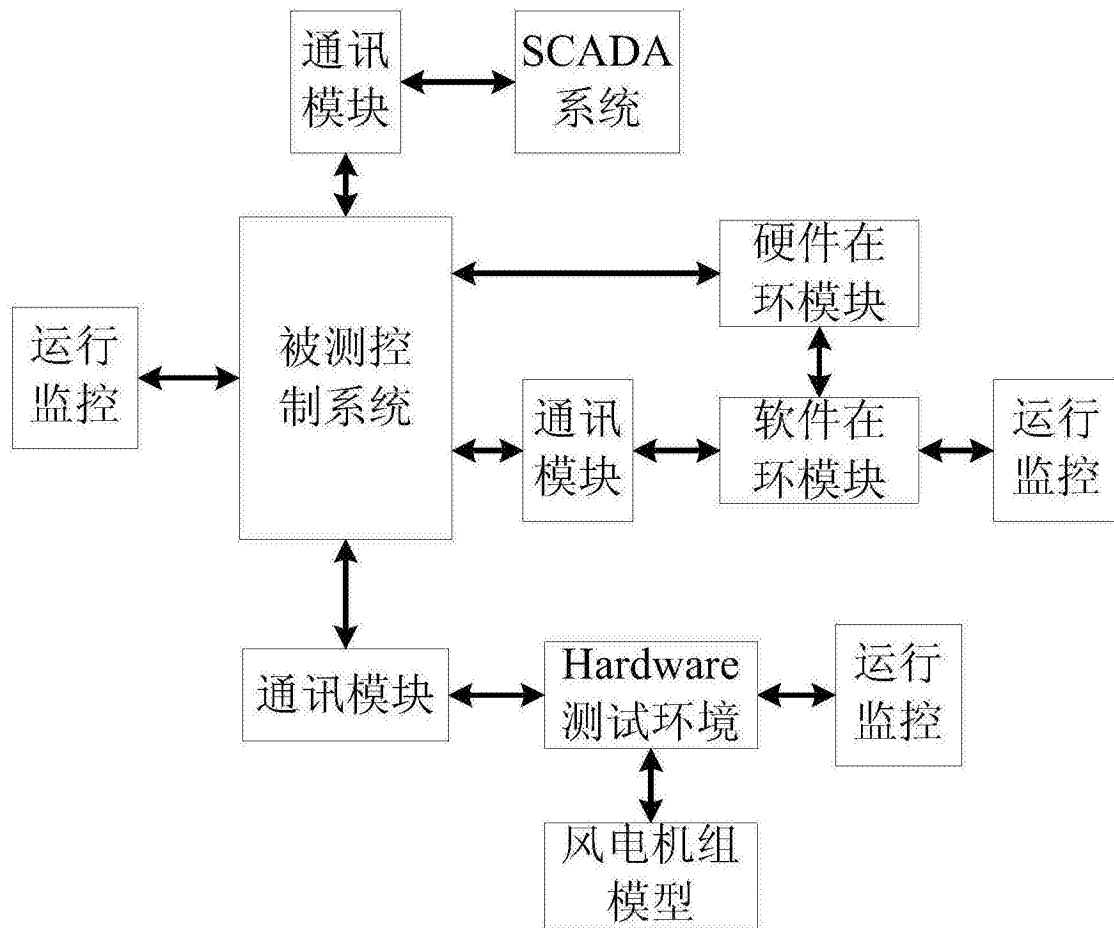 通讯
模块
SCADA
系统
硬件在
环模块
运行
监控
被测控
制系统
通讯
模块
软件在
环模块
运行
监控
通讯模块
Hardware
测试环境
运行
监控
风电机组
模型